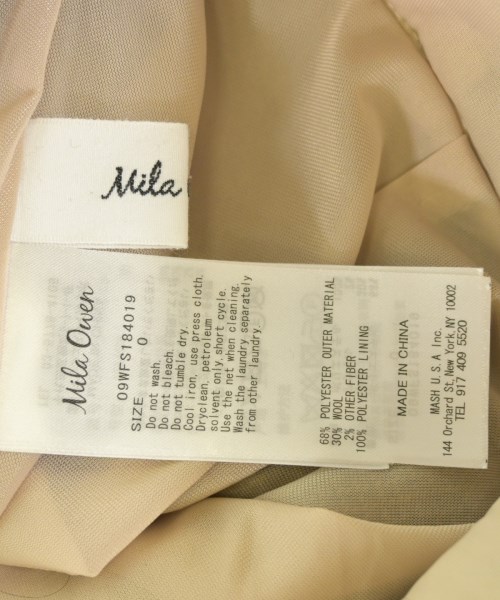 Mila
Mila Owen
09WFS184019
SIZE 0
Do not wash.
Do not bleach.
Do not tumble dry.
Cool iron, use press cloth.
Dryclean, petroleum
solvent only, short cycle.
Use the net when cleaning,
Wash the laundry separately
from other laundry
68% POLYESTER OUTER MATERIAL
30% WOOL
2% OTHER FIBER
100% POLYESTER LINING
MADE IN CHINA
MASH U.S.A Inc.
144 Orchard St, New York, NY 10002
TEL 917 409 5520